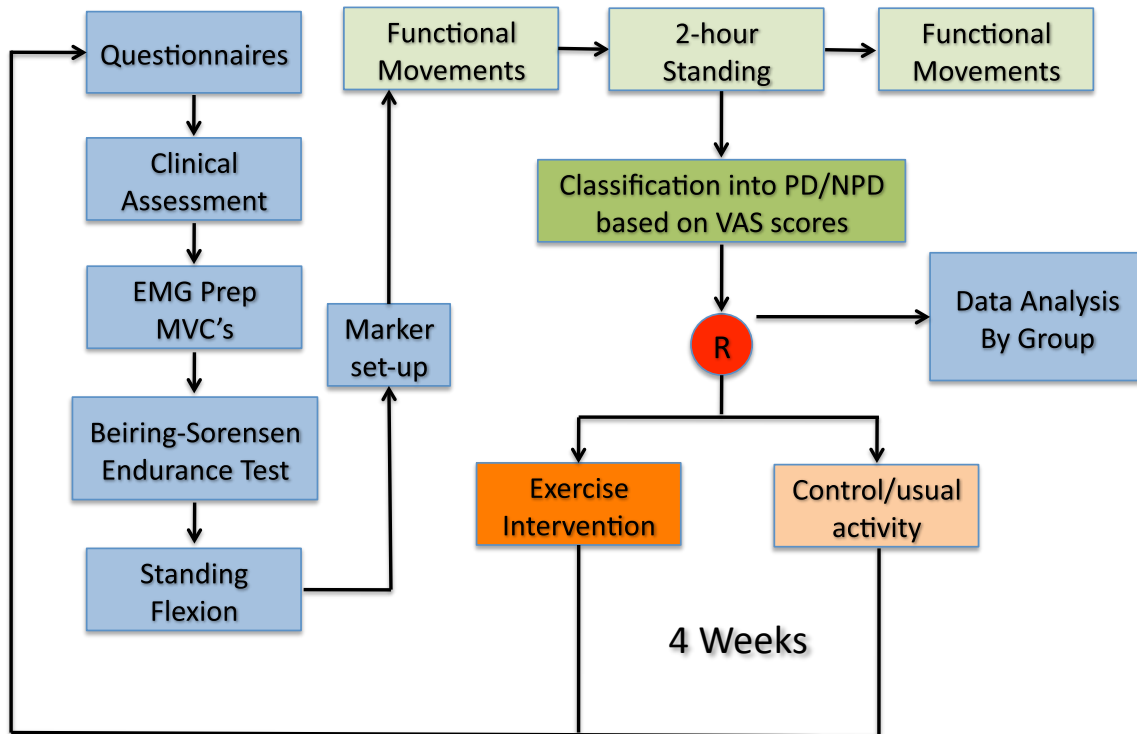 Questionnaires
Clinical
Assessment
EMG Prep
MVC's
Beiring-Sorensen
Endurance Test
Standing
Flexion
Marker
set-up
Functional
Movements
2-hour
Standing
Functional
Movements
Classification into PD/NPD
based on VAS scores
R
Data Analysis
By Group
Exercise
Intervention
Control/usual
activity
4 Weeks